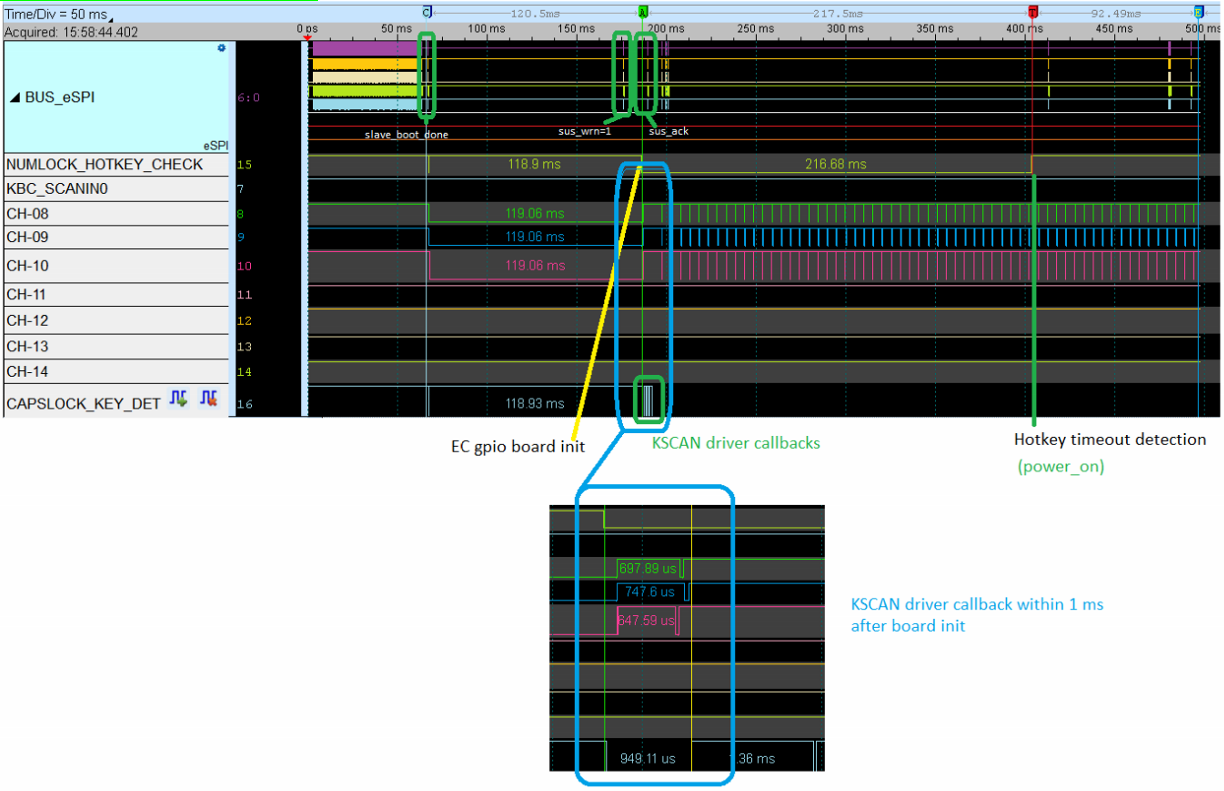 Time/Div = 50 ms
C 120.5ms A 217.5ms T 92.49ms
Acquired: 15:58:44.402
0 ps 50 ms 100 ms 150 ms 200 ms 250 ms 300 ms 350 ms 400 ms 450 ms 500 ms
BUS_eSPI 6:0
eSPI
slave_boot_done sus_wrn=1 sus_ack
NUMLOCK_HOTKEY_CHECK 15 118.9 ms 216.68 ms
KBC_SCANIN0 7
CH-08 8 119.06 ms
CH-09 9 119.06 ms
CH-10 10 119.06 ms
CH-11 11
CH-12 12
CH-13 13
CH-14 14
CAPSLOCK_KEY_DET 16 118.93 ms
EC gpio board init
KSCAN driver callbacks
Hotkey timeout detection
(power_on)
697.89 us
747.6 us
647.59 us
KSCAN driver callback within 1 ms
after board init
949.11 us .36 ms